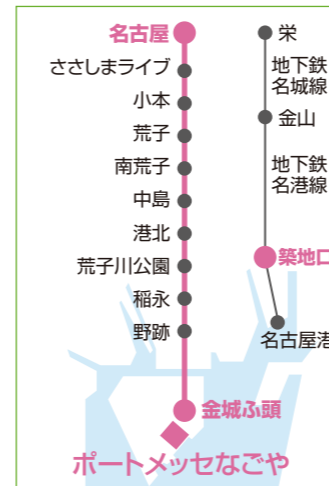 名古屋
ささしまライブ
小本
荒子
南荒子
中島
港北
荒子川公園
稲永
野跡
金城ふ頭
ポートメッセなごや
栄
地下鉄
名城線
金山
地下鉄
名港線
築地口
名古屋港